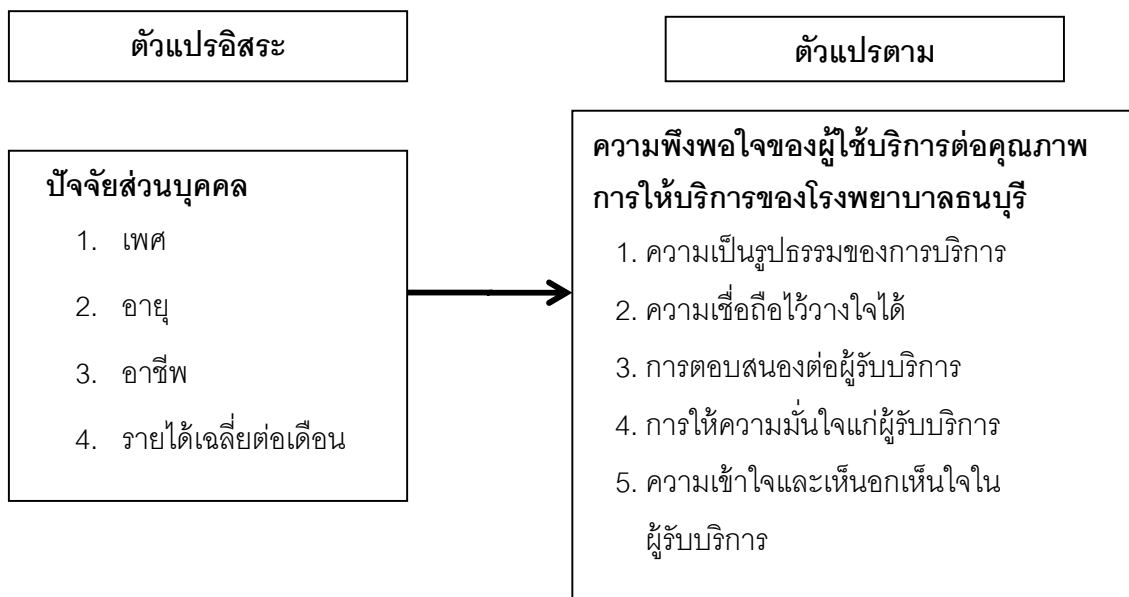 ตัวแปรอิสระ
ตัวแปรตาม
ปัจจัยส่วนบุคคล
1. เพศ
2. อายุ
3. อาชีพ
4. รายได้เฉลี่ยต่อเดือน
ความพึงพอใจของผู้ใช้บริการต่อคุณภาพ
การให้บริการของโรงพยาบาลธนบุรี
1. ความเป็นรูปธรรมของการบริการ
2. ความเชื่อถือไว้วางใจได้
3. การตอบสนองต่อผู้รับบริการ
4. การให้ความมั่นใจแก่ผู้รับบริการ
5. ความเข้าใจและเห็นอกเห็นใจใน
ผู้รับบริการ